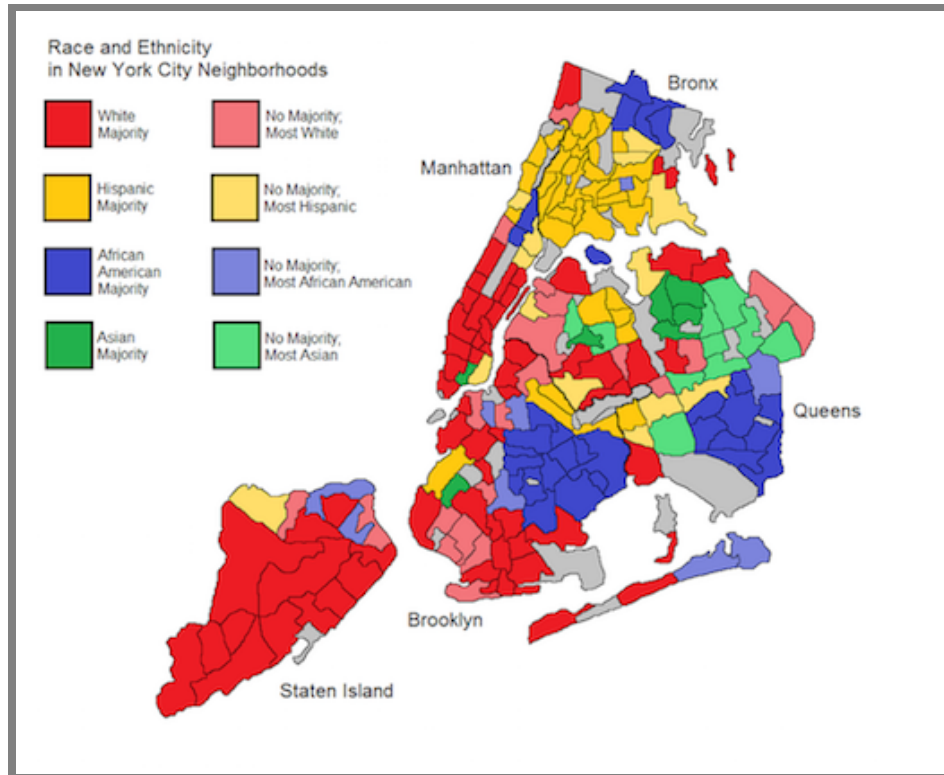 Race and Ethnicity
in New York City Neighborhoods
White
Majority
No Majority;
Most White
Hispanic
Majority
No Majority;
Most Hispanic
African
American
Majority
No Majority;
Most African American
Asian
Majority
No Majority;
Most Asian
Bronx
Manhattan
Queens
Brooklyn
Staten Island